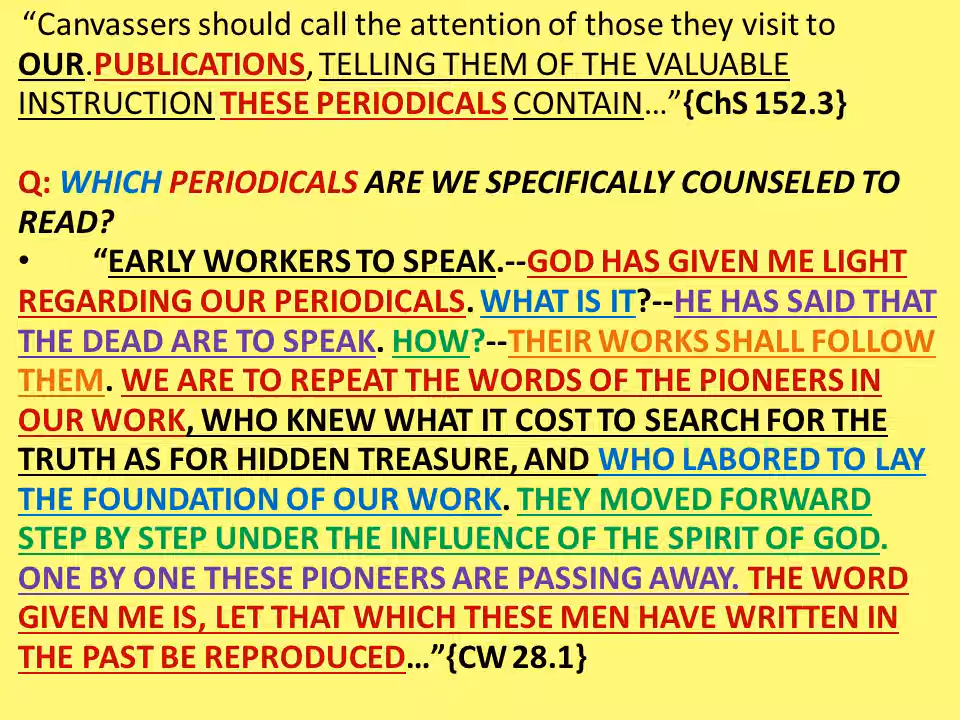 “Canvassers should call the attention of those they visit to
OUR.PUBLICATIONS, TELLING THEM OF THE VALUABLE
INSTRUCTION THESE PERIODICALS CONTAIN…”{ChS 152.3}
Q: WHICH PERIODICALS ARE WE SPECIFICALLY COUNSELED TO
READ?
• “EARLY WORKERS TO SPEAK.--GOD HAS GIVEN ME LIGHT
REGARDING OUR PERIODICALS. WHAT IS IT?--HE HAS SAID THAT
THE DEAD ARE TO SPEAK. HOW?--THEIR WORKS SHALL FOLLOW
THEM. WE ARE TO REPEAT THE WORDS OF THE PIONEERS IN
OUR WORK, WHO KNEW WHAT IT COST TO SEARCH FOR THE
TRUTH AS FOR HIDDEN TREASURE, AND WHO LABORED TO LAY
THE FOUNDATION OF OUR WORK. THEY MOVED FORWARD
STEP BY STEP UNDER THE INFLUENCE OF THE SPIRIT OF GOD.
ONE BY ONE THESE PIONEERS ARE PASSING AWAY. THE WORD
GIVEN ME IS, LET THAT WHICH THESE MEN HAVE WRITTEN IN
THE PAST BE REPRODUCED…”{CW 28.1}